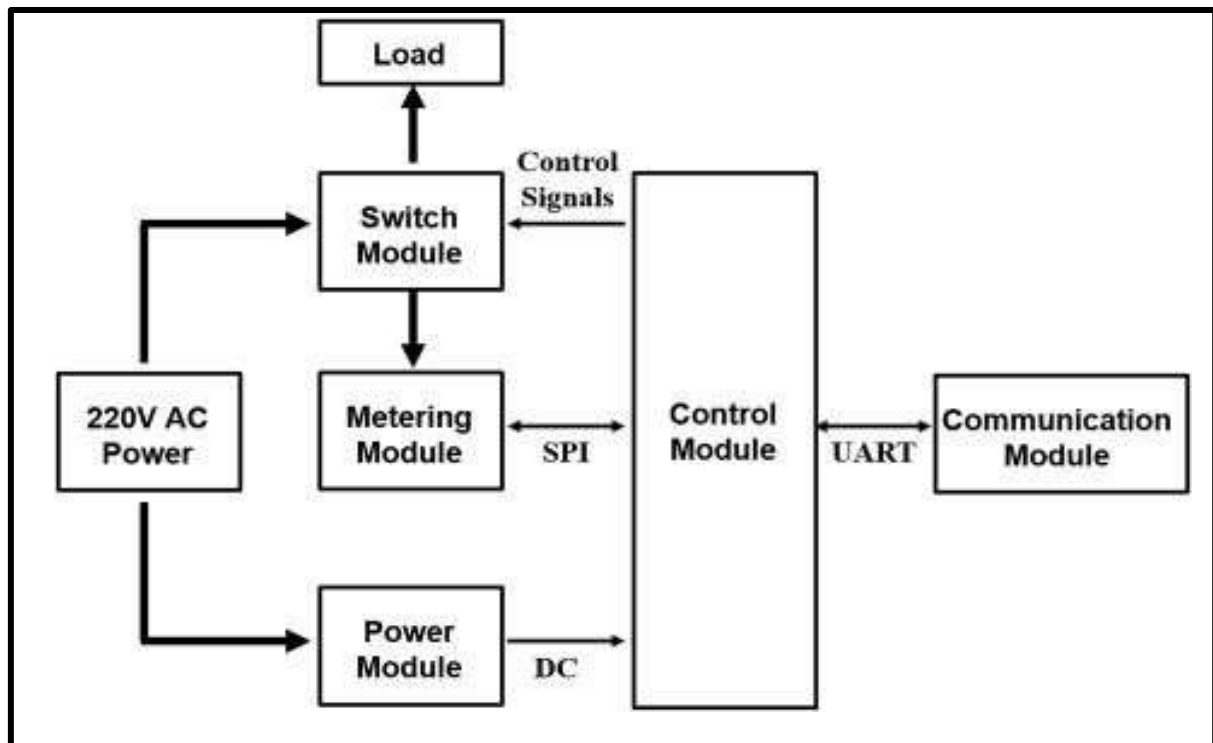 Load
Control
Signals
Switch
Module
220V AC
Power
Metering
Module
SPI
Control
Module
UART
Communication
Module
Power
Module
DC